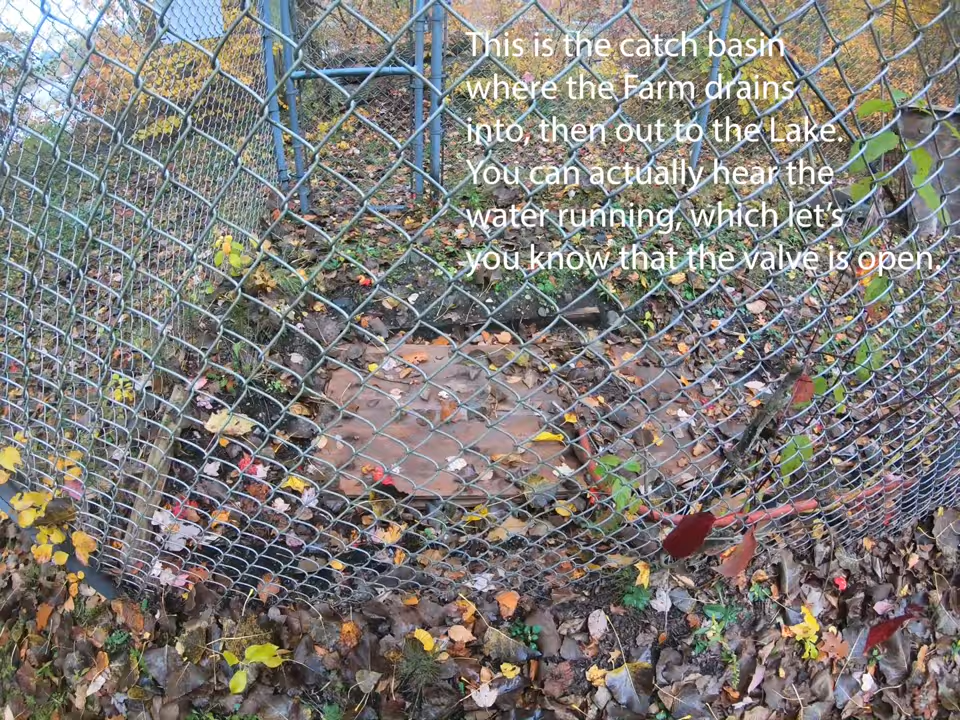 This is the catch basin
where the Farm drains
into, then out to the Lake.
You can actually hear the
water running, which let's
you know that the valve is open.